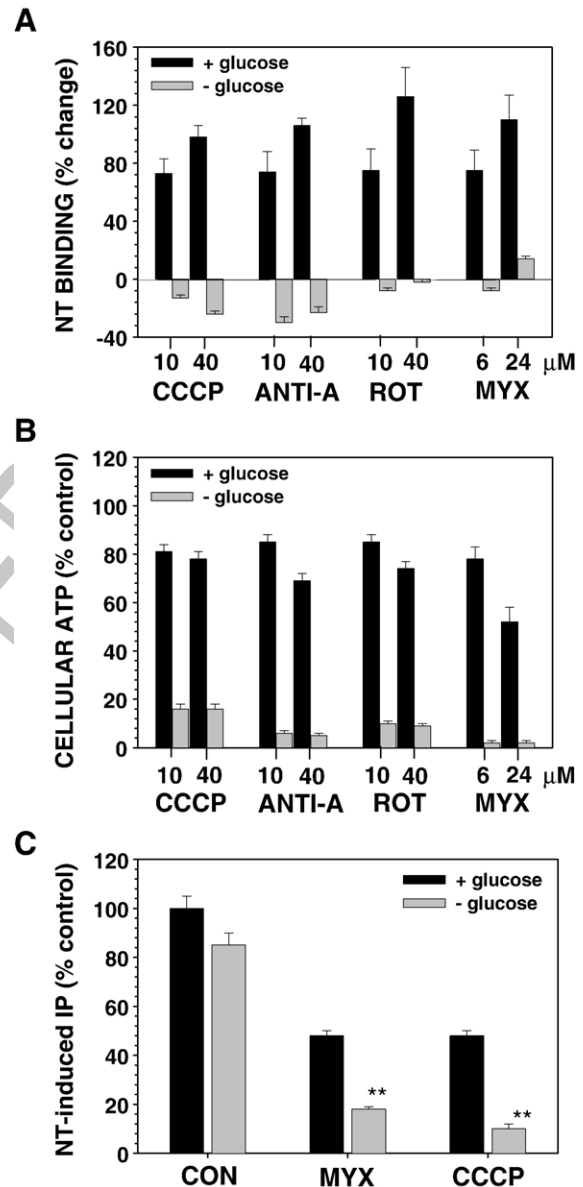 A
NT BINDING (% change)
160
120
80
40
0
-40
+ glucose
- glucose
10 40 10 40 10 40 6 24 μM
CCCP ANTI-A ROT MYX
B
CELLULAR ATP (% control)
120
100
80
60
40
20
0
+ glucose
- glucose
10 40 10 40 10 40 6 24 μM
CCCP ANTI-A ROT MYX
C
NT-induced IP (% control)
120
100
80
60
40
20
0
+ glucose
- glucose
**
**
CON MYX CCCP